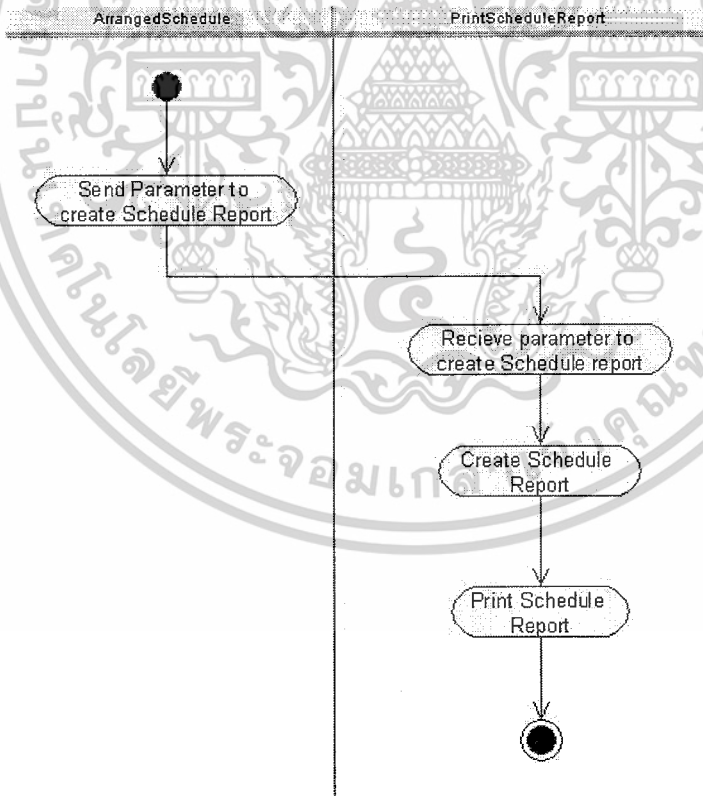 ArrangedSchedule
PrintScheduleReport
Send Parameter to
create Schedule Report
Recieve parameter to
create Schedule report
Create Schedule
Report
Print Schedule
Report